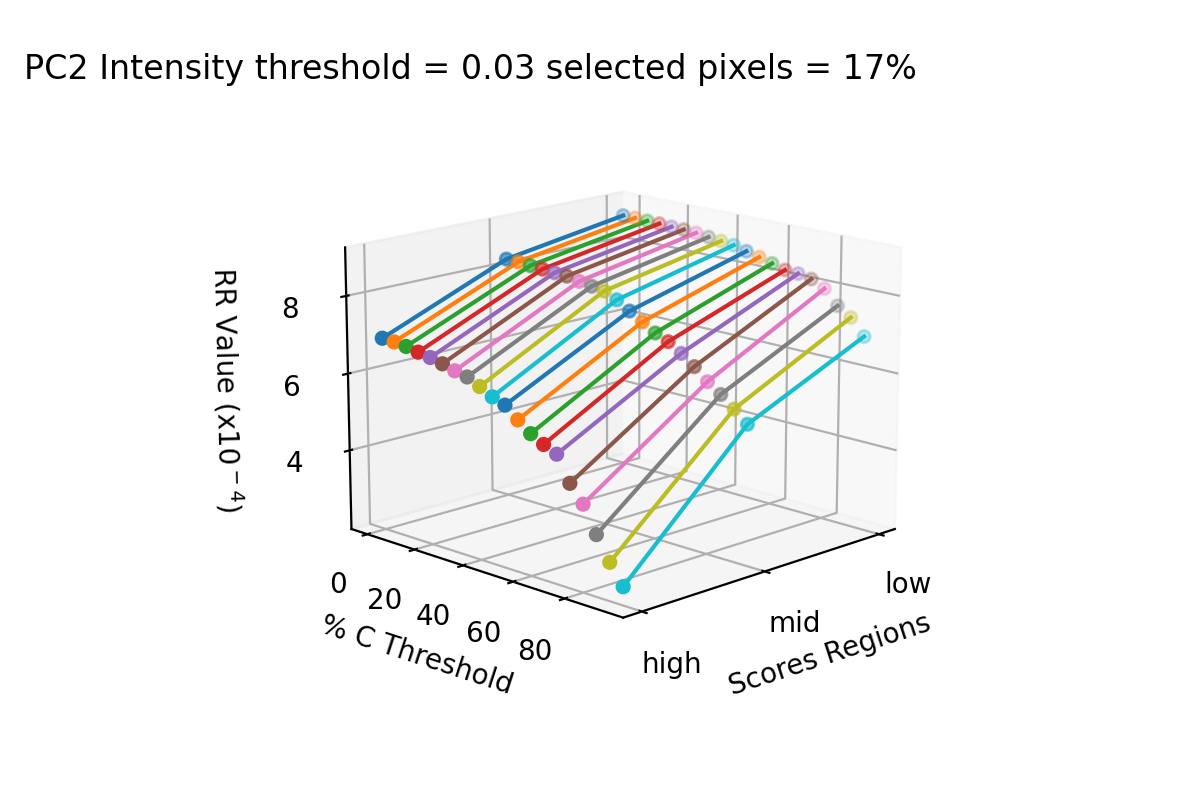 PC2 Intensity threshold = 0.03 selected pixels = 17%
RR Value (x10⁻⁴)
8
6
4
0
20
40
60
80
% C Threshold
low
mid
high
Scores Regions